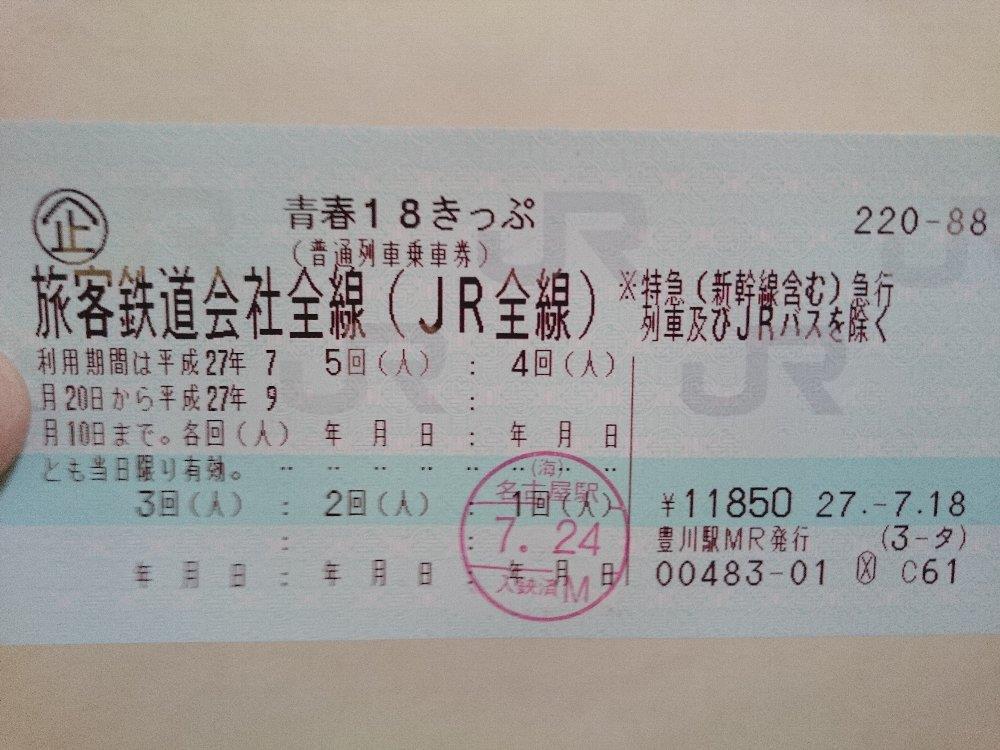 企 青春18きっぷ 220-88
(普通列車乗車券)
旅客鉄道会社全線(JR全線) ※特急(新幹線含む)急行
列車及びJRバスを除く
利用期間は平成27年 7 5回(人) : 4回(人)
月20日から平成27年 9 :
月10日まで。各回(人) 年 月 日 : 年 月 日
とも当日限り有効。
3回(人) : 2回(人) : 1回(人) ¥11850 27.-7.18
: : 豊川駅MR発行 (3-タ)
年 月 日 : 年 月 日 : 年 月 日 00483-01 X C61
(海)
名古屋駅
7.24
入鉄済M
JR
JR
JR